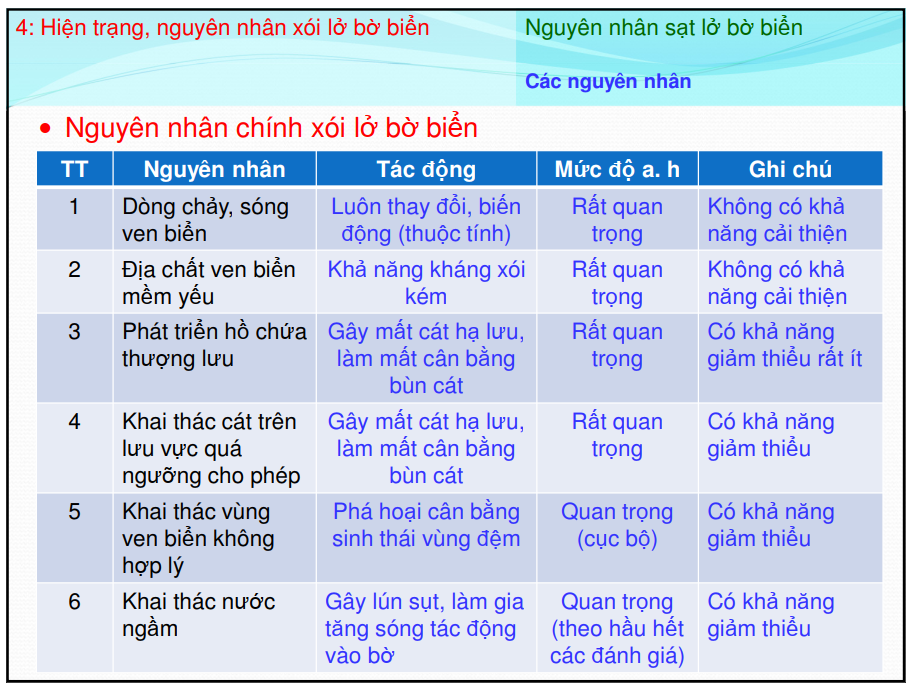 4: Hiện trạng, nguyên nhân xói lở bờ biển
Nguyên nhân sạt lở bờ biển
Các nguyên nhân
• Nguyên nhân chính xói lở bờ biển
TT Nguyên nhân Tác động Mức độ a. h Ghi chú
1 Dòng chảy, sóng Luôn thay đổi, biến Rất quan Không có khả
ven biển động (thuộc tính) trọng năng cải thiện
2 Địa chất ven biển Khả năng kháng xói Rất quan Không có khả
mềm yếu kém trọng năng cải thiện
3 Phát triển hồ chứa Gây mất cát hạ lưu, Rất quan Có khả năng
thượng lưu làm mất cân bằng trọng giảm thiểu rất ít
bùn cát
4 Khai thác cát trên Gây mất cát hạ lưu, Rất quan Có khả năng
lưu vực quá làm mất cân bằng trọng giảm thiểu
ngưỡng cho phép bùn cát
5 Khai thác vùng Phá hoại cân bằng Quan trọng Có khả năng
ven biển không sinh thái vùng đệm (cục bộ) giảm thiểu
hợp lý
6 Khai thác nước Gây lún sụt, làm gia Quan trọng Có khả năng
ngầm tăng sóng tác động (theo hầu hết giảm thiểu
vào bờ các đánh giá)